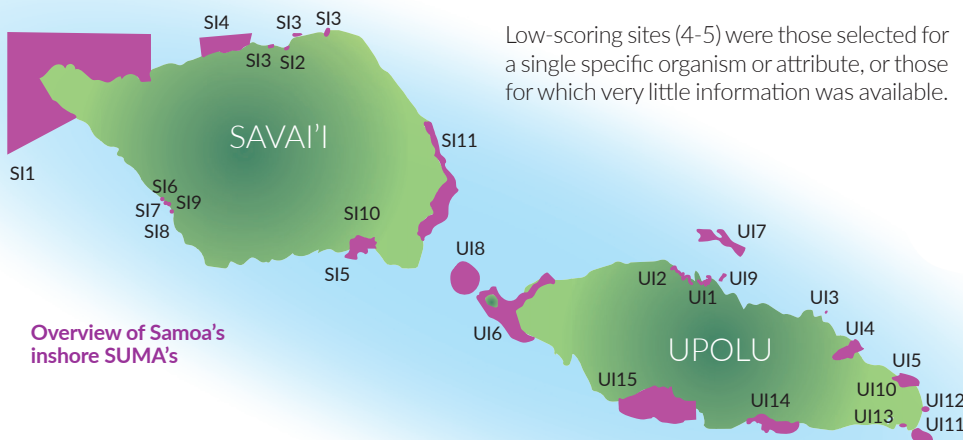 SI4
SI3
SI3
SI3
SI2
Low-scoring sites (4-5) were those selected for
a single specific organism or attribute, or those
for which very little information was available.
SAVAI'I
SI11
SI1
SI6
SI7
SI9
SI8
SI10
SI5
UI8
UI7
UI2
UI1
UI9
UI3
UI6
UI4
Overview of Samoa's
inshore SUMA's
UPOLU
UI15
UI14
UI5
UI10
UI12
UI13
UI11